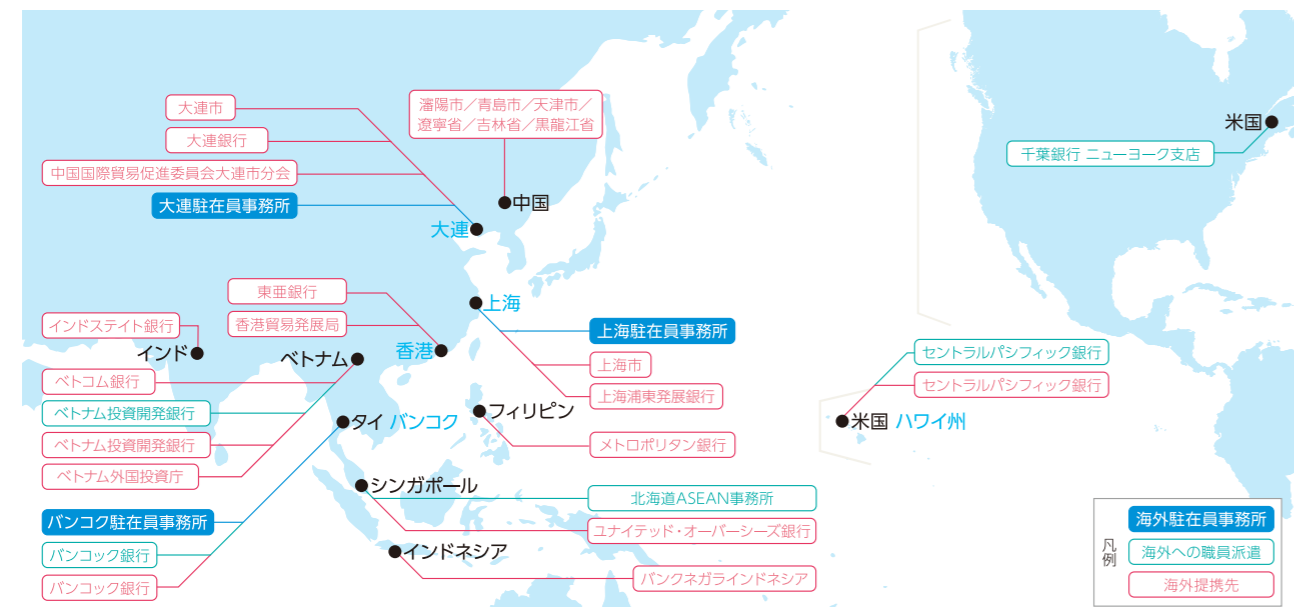 大連市
大連銀行
中国国際貿易促進委員会大連市分会
大連駐在員事務所
大連
瀋陽市／青島市／天津市／
遼寧省／吉林省／黒龍江省
中国
東亜銀行
香港貿易発展局
香港
上海
上海駐在員事務所
上海市
上海浦東発展銀行
インドステイト銀行
インド
ベトナム
ベトコム銀行
ベトナム投資開発銀行
ベトナム投資開発銀行
ベトナム外国投資庁
タイ バンコク
バンコク駐在員事務所
バンコック銀行
バンコック銀行
フィリピン
メトロポリタン銀行
シンガポール
北海道ASEAN事務所
ユナイテッド・オーバーシーズ銀行
インドネシア
バンクネガラインドネシア
米国
千葉銀行 ニューヨーク支店
セントラルパシフィック銀行
セントラルパシフィック銀行
米国 ハワイ州
凡例
海外駐在員事務所
海外への職員派遣
海外提携先